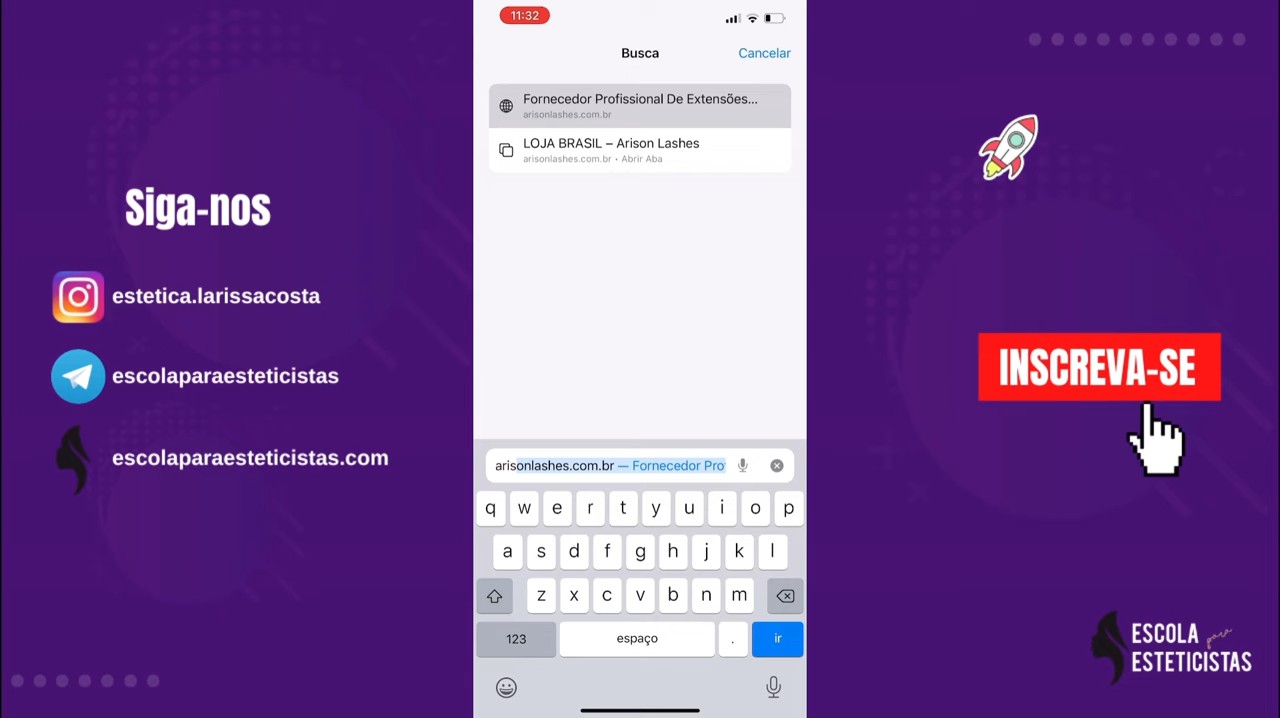 11:32
Busca
Cancelar
Fornecedor Profissional De Extensões...
arisonlashes.com.br
LOJA BRASIL – Arison Lashes
arisonlashes.com.br • Abrir Aba
Siga-nos
estetica.larissacosta
escolaparaesteticistas
escolaparaesteticistas.com
INSCREVA-SE
arisonlashes.com.br — Fornecedor Pro
q w e r t y u i o p
a s d f g h j k l
z x c v b n m
123
espaço
.
ir
ESCOLA para
ESTETICISTAS